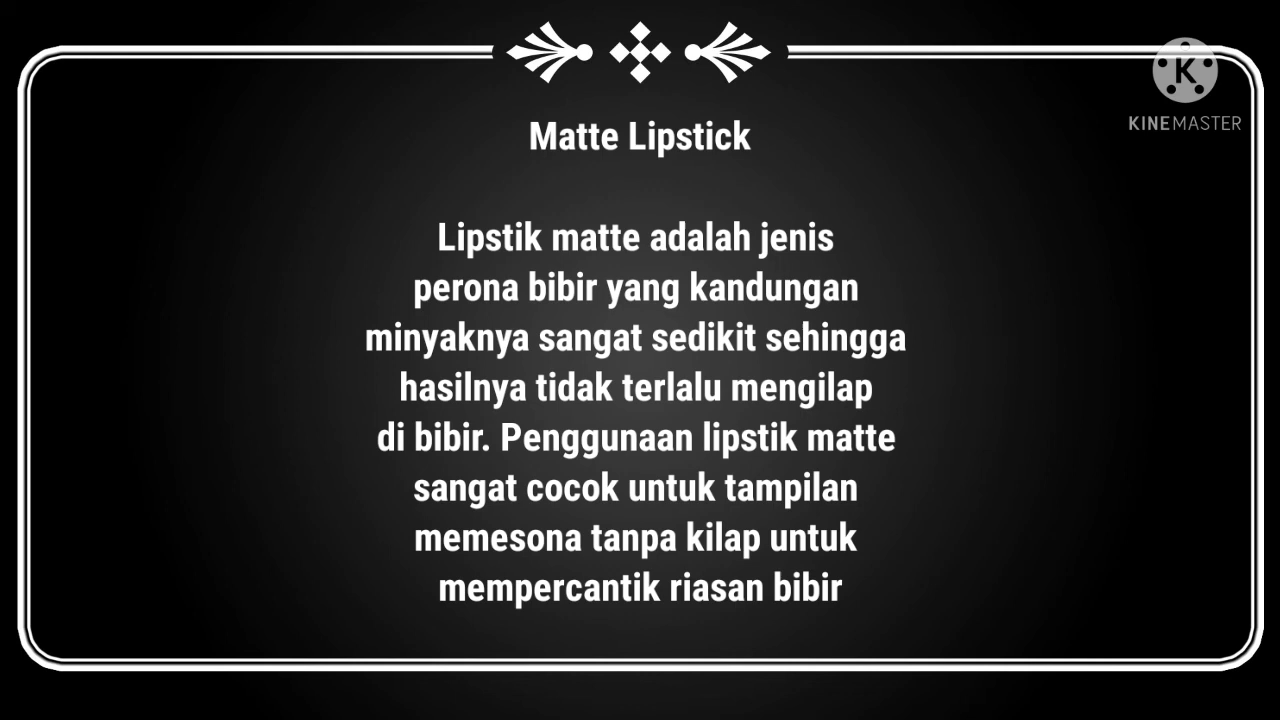 K
KINEMASTER
Matte Lipstick
Lipstik matte adalah jenis
perona bibir yang kandungan
minyaknya sangat sedikit sehingga
hasilnya tidak terlalu mengilap
di bibir. Penggunaan lipstik matte
sangat cocok untuk tampilan
memesona tanpa kilap untuk
mempercantik riasan bibir